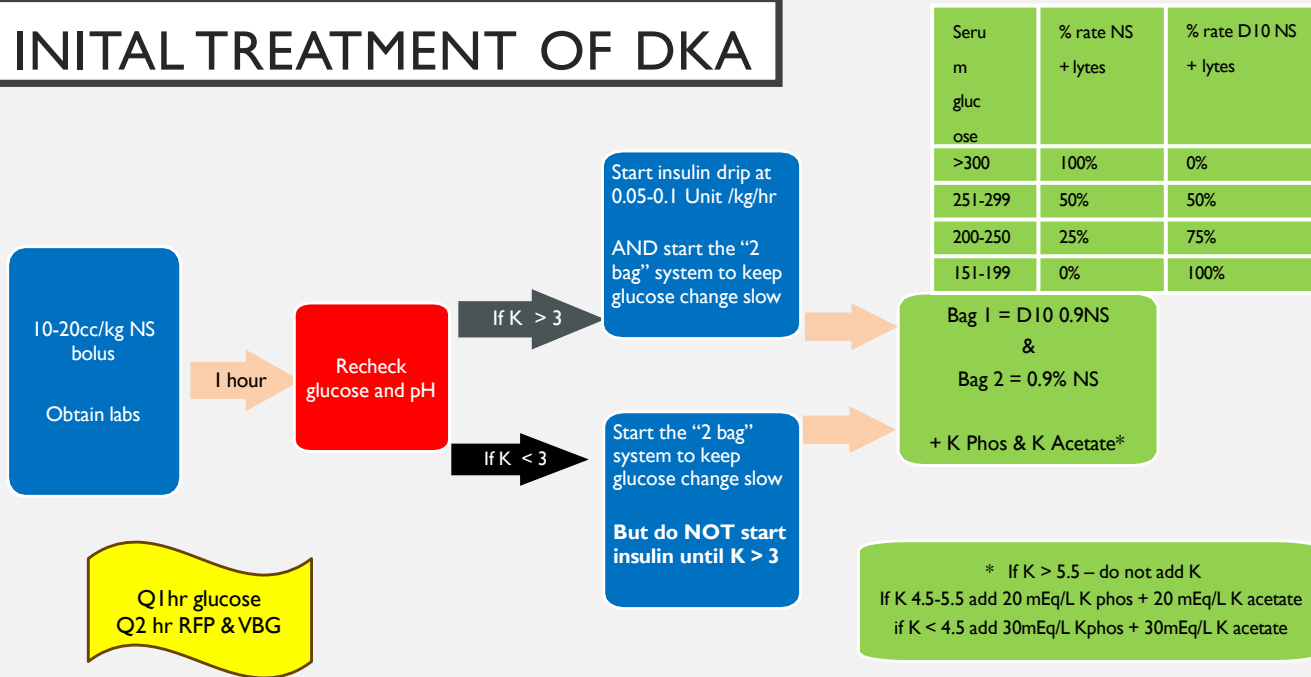 INITAL TREATMENT OF DKA
10-20cc/kg NS
bolus
Obtain labs
1 hour
Recheck
glucose and pH
If K > 3
If K < 3
Start insulin drip at
0.05-0.1 Unit /kg/hr
AND start the “2
bag” system to keep
glucose change slow
Start the “2 bag”
system to keep
glucose change slow
But do NOT start
insulin until K > 3
Seru
m
gluc
ose
% rate NS
+ lytes
% rate D10 NS
+ lytes
>300 100% 0%
251-299 50% 50%
200-250 25% 75%
151-199 0% 100%
Bag 1 = D10 0.9NS
&
Bag 2 = 0.9% NS
+ K Phos & K Acetate*
* If K > 5.5 – do not add K
If K 4.5-5.5 add 20 mEq/L K phos + 20 mEq/L K acetate
if K < 4.5 add 30mEq/L Kphos + 30mEq/L K acetate
Q1hr glucose
Q2 hr RFP & VBG